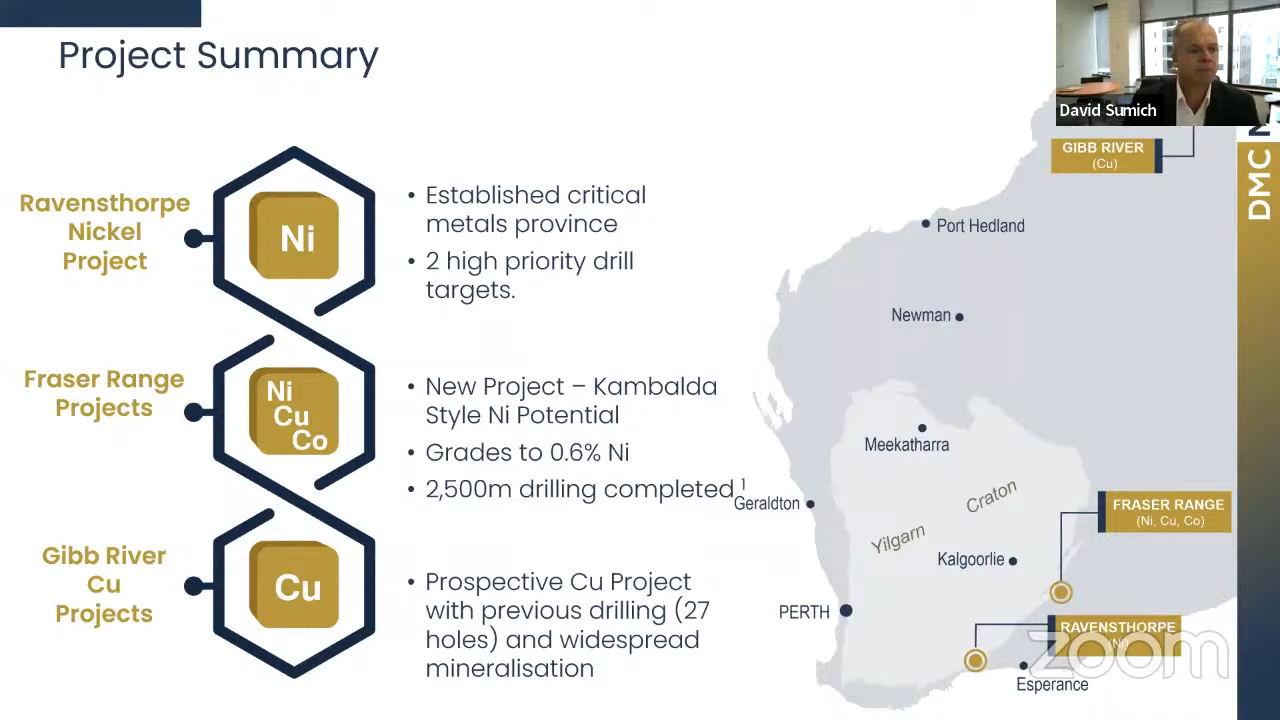 Project Summary
David Sumich
Ravensthorpe
Nickel
Project
Ni
• Established critical
metals province
• 2 high priority drill
targets.
Fraser Range
Projects
Ni
Cu
Co
• New Project – Kambalda
Style Ni Potential
• Grades to 0.6% Ni
• 2,500m drilling completed¹
Gibb River
Cu
Projects
Cu
• Prospective Cu Project
with previous drilling (27
holes) and widespread
mineralisation
GIBB RIVER
(Cu)
Port Hedland
Newman
Meekatharra
Geraldton
Yilgarn
Craton
FRASER RANGE
(Ni, Cu, Co)
Kalgoorlie
PERTH
RAVENSTHORPE
(Ni)
Esperance
DMC
zoom